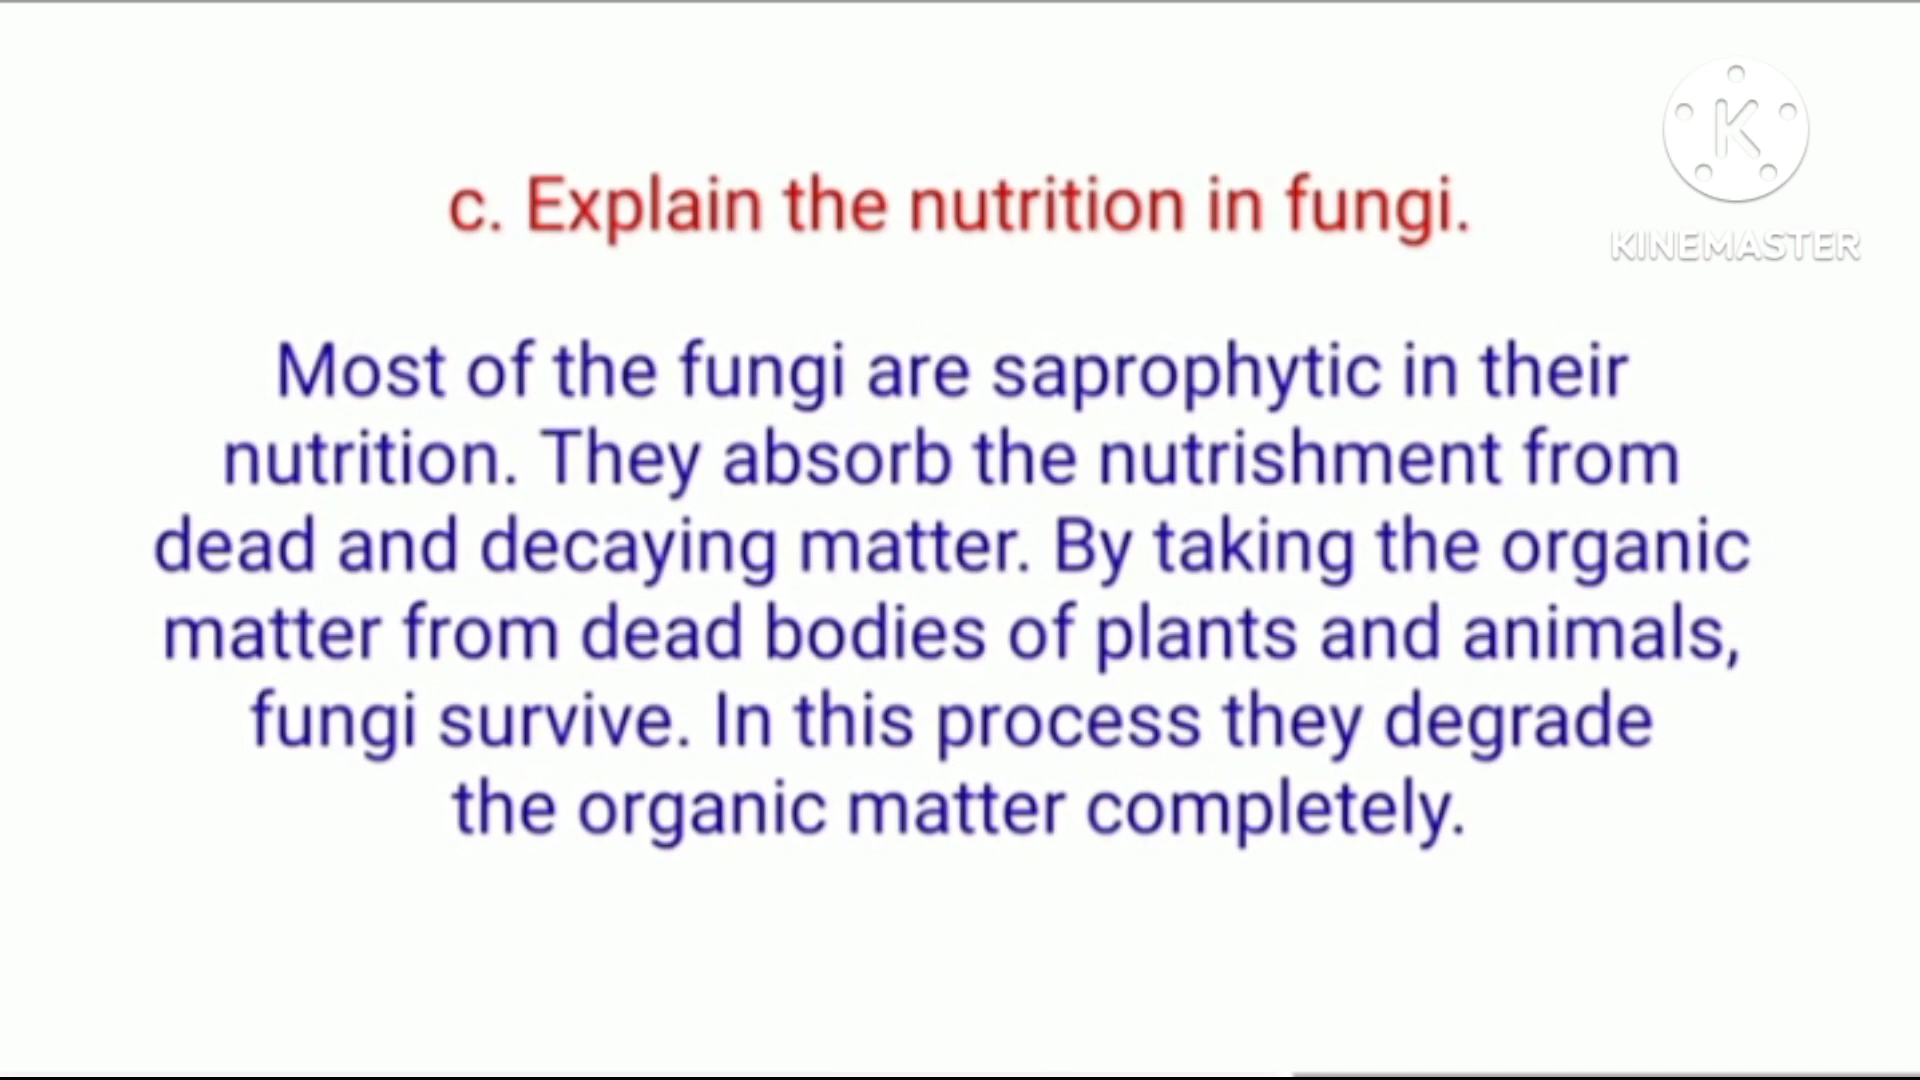 c. Explain the nutrition in fungi.
K
KINEMASTER
Most of the fungi are saprophytic in their
nutrition. They absorb the nutrishment from
dead and decaying matter. By taking the organic
matter from dead bodies of plants and animals,
fungi survive. In this process they degrade
the organic matter completely.